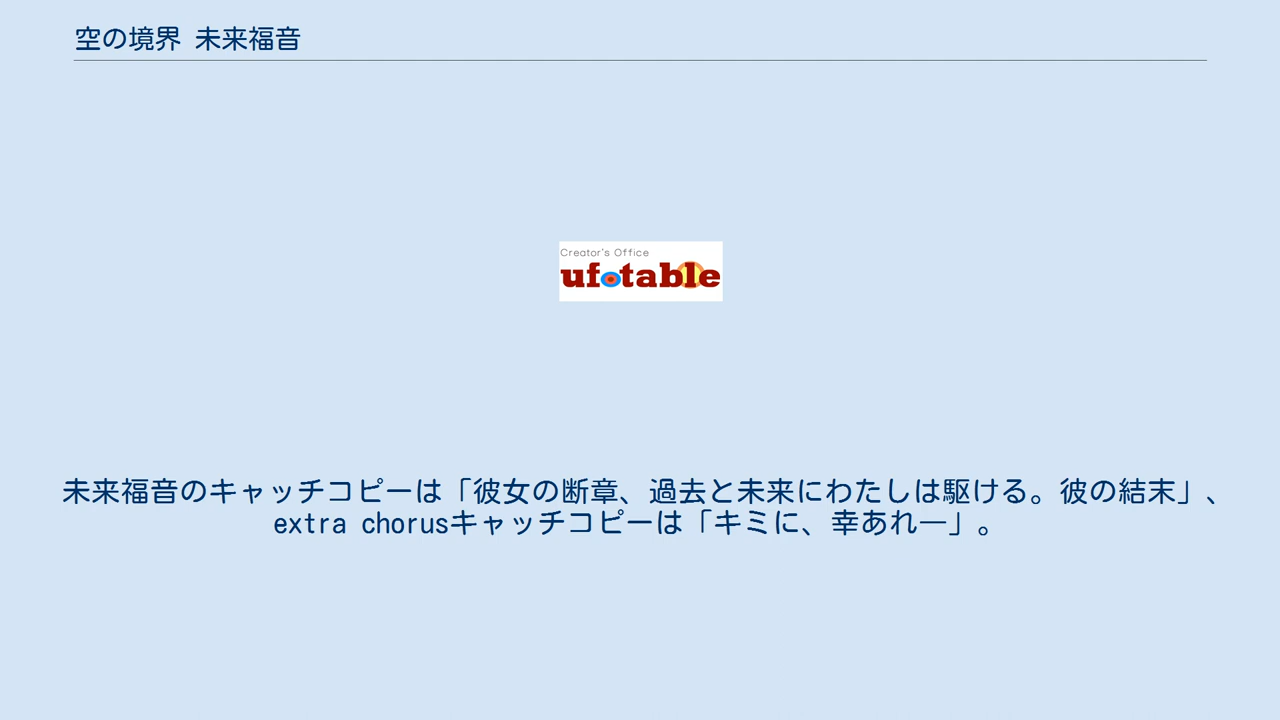 空の境界 未来福音
Creator's Office
ufotable
未来福音のキャッチコピーは「彼女の断章、過去と未来にわたしは駆ける。彼の結末」、
extra chorusキャッチコピーは「キミに、幸あれ―」。